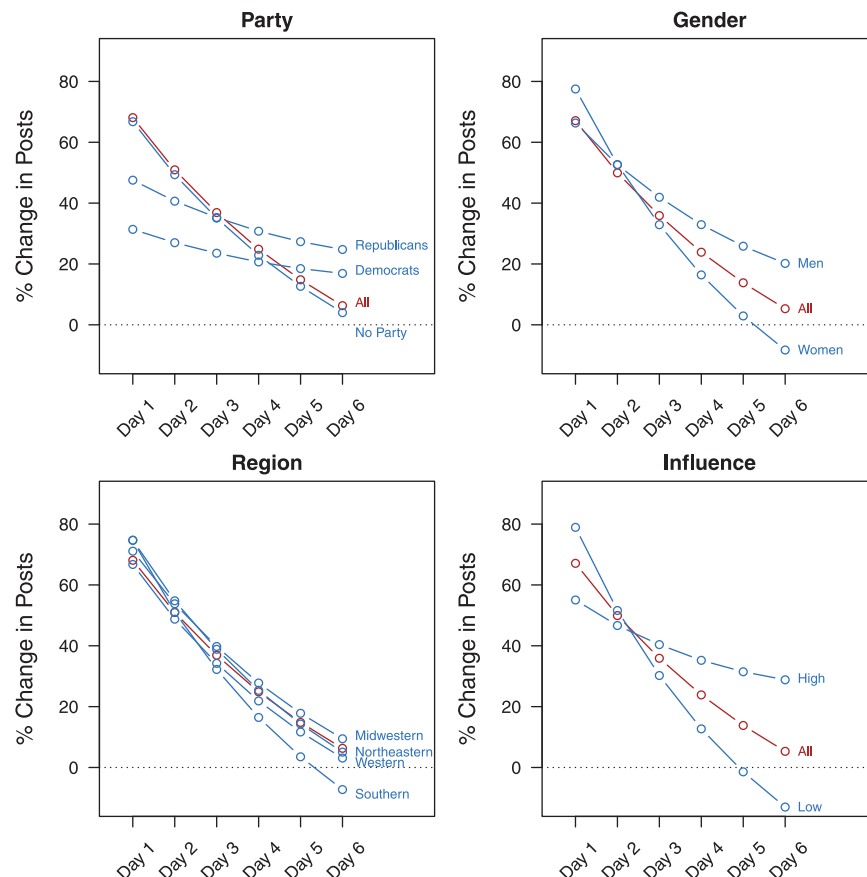 Party
% Change in Posts
80
60
40
20
0
Republicans
Democrats
All
No Party
Day 1
Day 2
Day 3
Day 4
Day 5
Day 6
Gender
% Change in Posts
80
60
40
20
0
Men
All
Women
Day 1
Day 2
Day 3
Day 4
Day 5
Day 6
Region
% Change in Posts
80
60
40
20
0
Midwestern
Northeastern
Western
Southern
Day 1
Day 2
Day 3
Day 4
Day 5
Day 6
Influence
% Change in Posts
80
60
40
20
0
High
All
Low
Day 1
Day 2
Day 3
Day 4
Day 5
Day 6